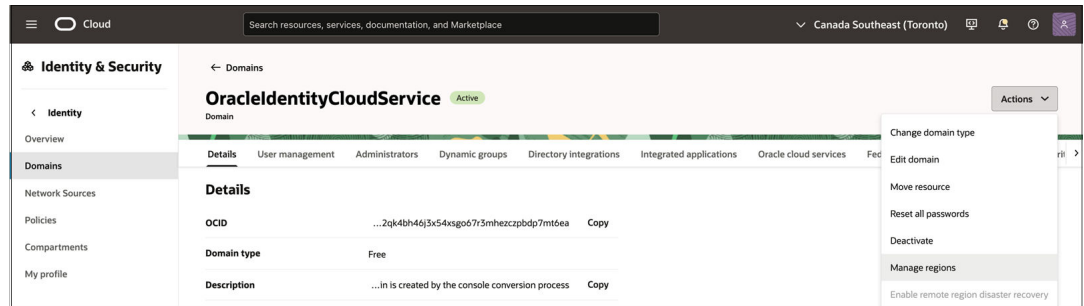 Cloud
Search resources, services, documentation, and Marketplace
Canada Southeast (Toronto)
Identity & Security
Identity
Overview
Domains
Network Sources
Policies
Compartments
My profile
← Domains
OracleIdentityCloudService Active
Domain
Actions
Details User management Administrators Dynamic groups Directory integrations Integrated applications Oracle cloud services
Details
OCID ...2qk4bh46j3x54xsgo67r3mhezczpbdp7mt6ea Copy
Domain type Free
Description ...in is created by the console conversion process Copy
Change domain type
Edit domain
Move resource
Reset all passwords
Deactivate
Manage regions
Enable remote region disaster recovery